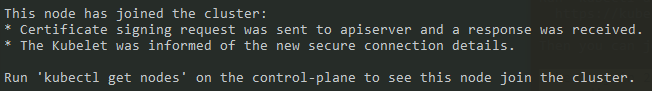 This node has joined the cluster:
* Certificate signing request was sent to apiserver and a response was received.
* The Kubelet was informed of the new secure connection details.
Run 'kubectl get nodes' on the control-plane to see this node join the cluster.